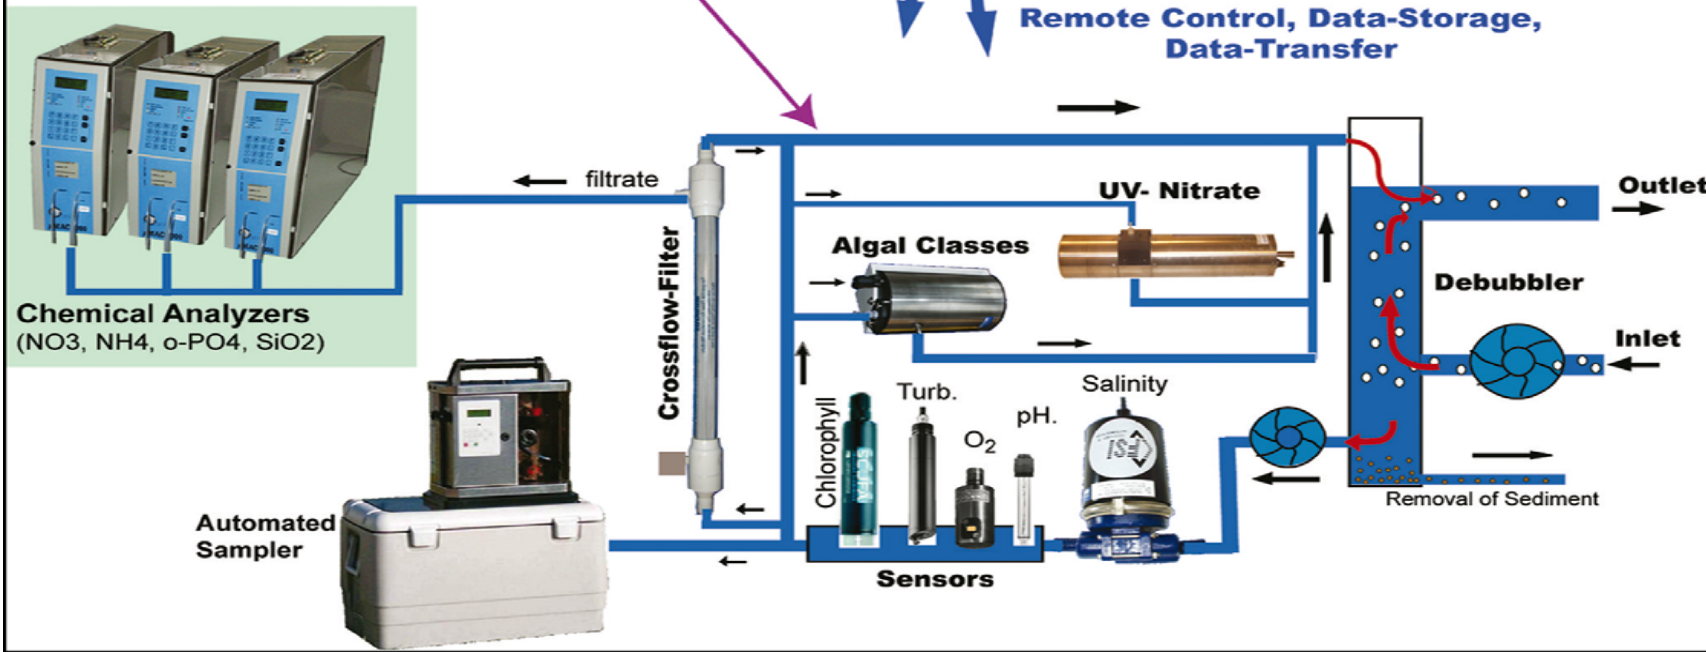 Remote Control, Data-Storage,
Data-Transfer
filtrate
UV- Nitrate
Outlet
Algal Classes
Crossflow-Filter
Debubbler
Chemical Analyzers
(NO3, NH4, o-PO4, SiO2)
Inlet
Salinity
Turb.
pH.
O2
Chlorophyll
FSI
Removal of Sediment
Automated
Sampler
Sensors